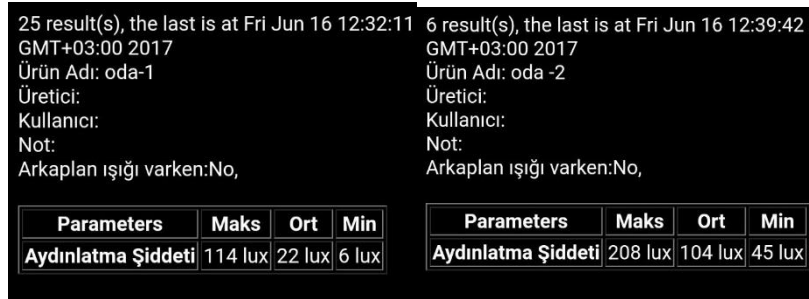 25 result(s), the last is at Fri Jun 16 12:32:11
GMT+03:00 2017
Ürün Adı: oda-1
Üretici:
Kullanıcı:
Not:
Arkaplan ışığı varken:No,
Parameters Maks Ort Min
Aydınlatma Şiddeti 114 lux 22 lux 6 lux
6 result(s), the last is at Fri Jun 16 12:39:42
GMT+03:00 2017
Ürün Adı: oda -2
Üretici:
Kullanıcı:
Not:
Arkaplan ışığı varken:No,
Parameters Maks Ort Min
Aydınlatma Şiddeti 208 lux 104 lux 45 lux